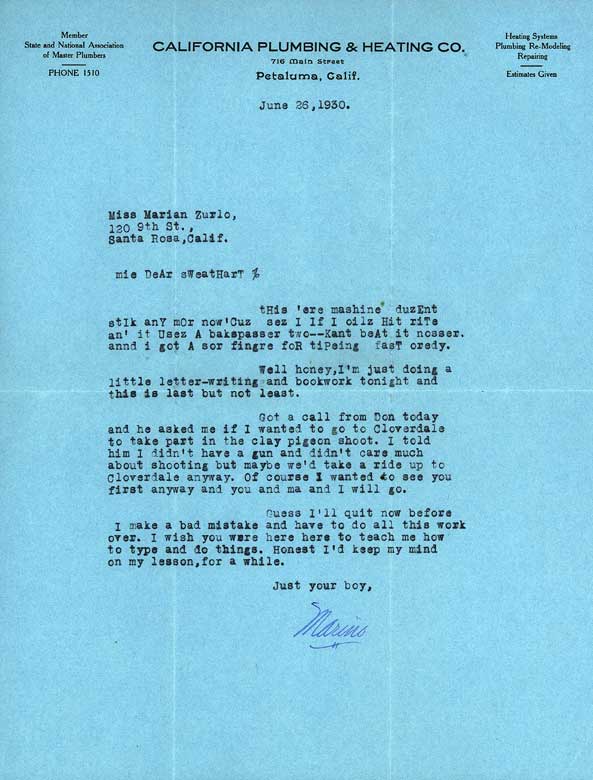 Member
State and National Association
of Master Plumbers
PHONE 1510
CALIFORNIA PLUMBING & HEATING CO.
716 Main Street
Petaluma, Calif.
Heating Systems
Plumbing Re-Modeling
Repairing
Estimates Given
June 26,1930.
Miss Marian Zurlo,
120 9th St.,
Santa Rosa,Calif.
mie DeAr sWeatHarT %
tHis 'ere mashine duzEnt
stIk anY mOr now'Cuz sez I If I oilz Hit riTe
an' it Usez A bakspasser two--Kant beAt it nosser.
annd i got A sor fingre foR tiPeing fasT oredy.
Well honey,I'm just doing a
little letter-writing and bookwork tonight and
this is last but not least.
Got a call from Don today
and he asked me if I wanted to go to Cloverdale
to take part in the clay pigeon shoot. I told
him I didn't have a gun and didn't care much
about shooting but maybe we'd take a ride up to
Cloverdale anyway. Of course I wanted to see you
first anyway and you and ma and I will go.
Guess I'll quit now before
I make a bad mistake and have to do all this work
over. I wish you were here here to teach me how
to type and do things. Honest I'd keep my mind
on my lesson,for a while.
Just your boy,
Marino